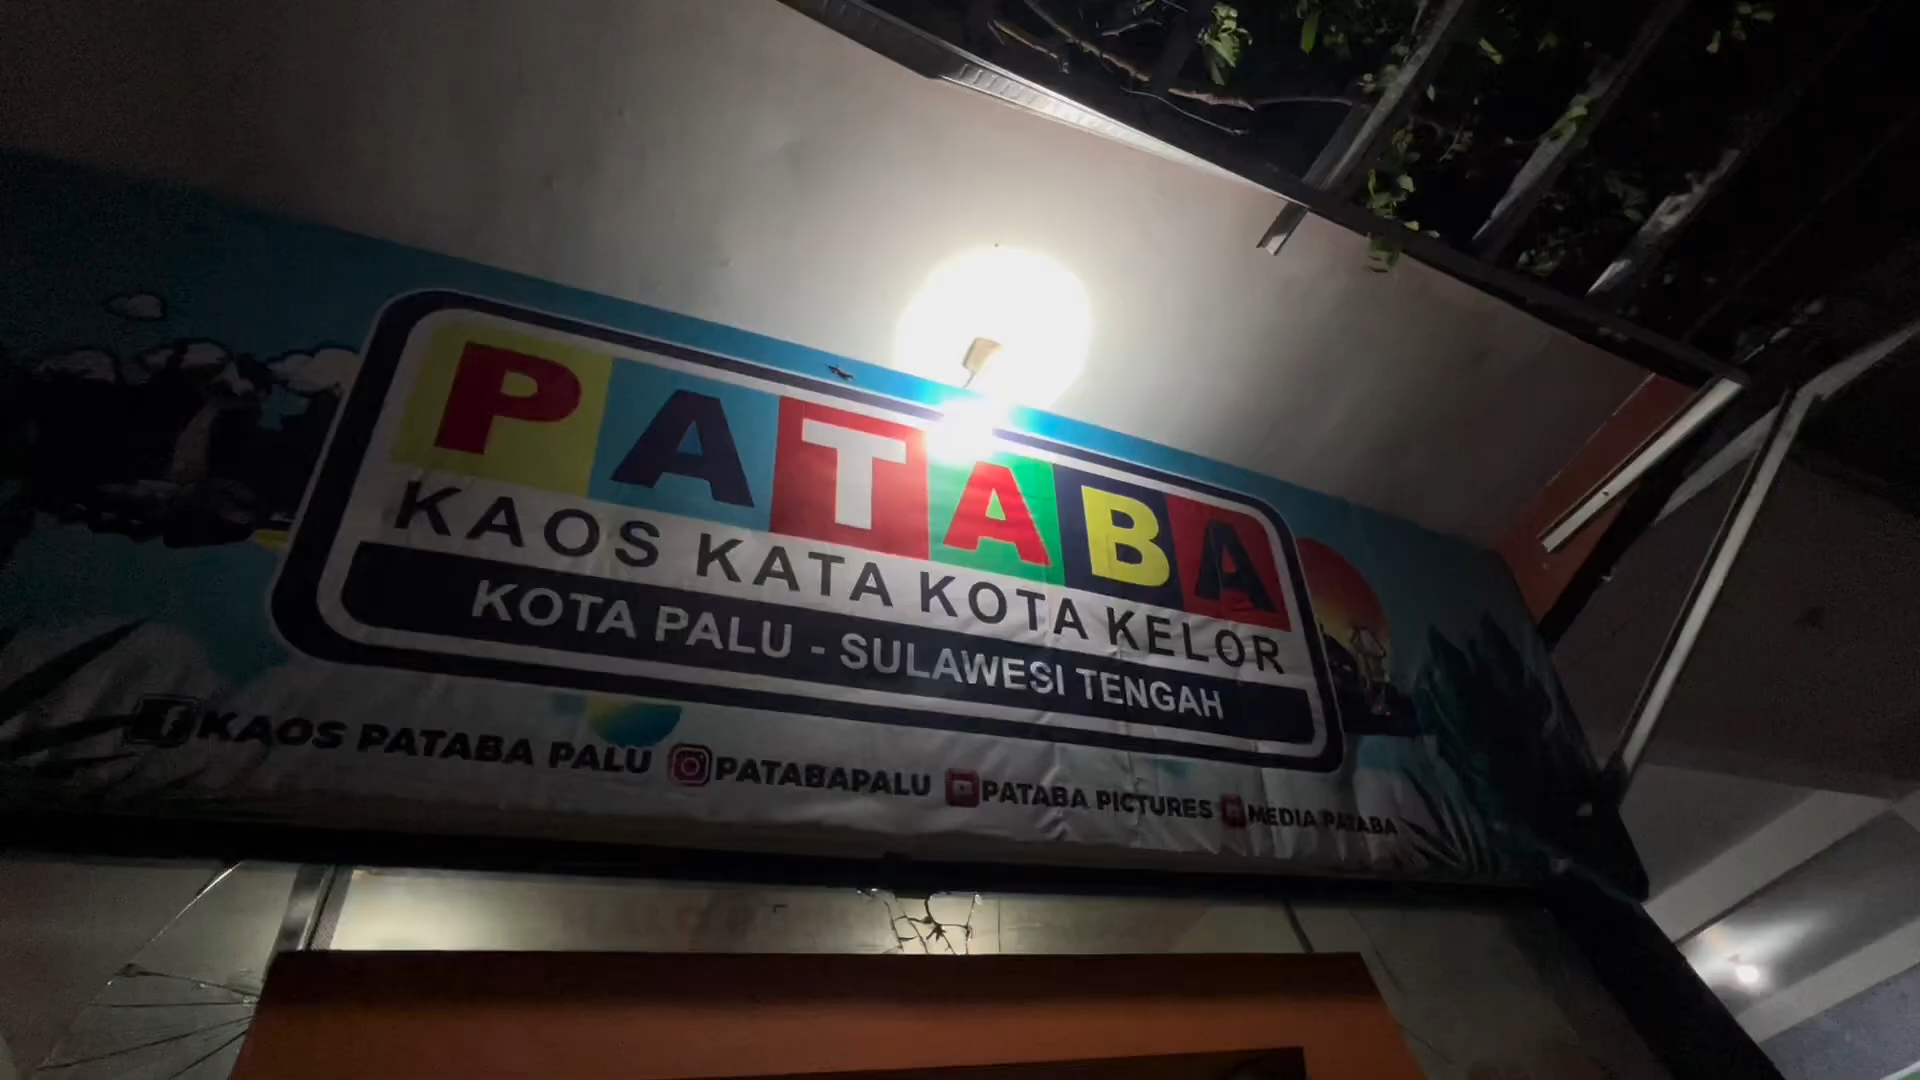 PATABA
KAOS KATA KOTA KELOR
KOTA PALU - SULAWESI TENGAH
KAOS PATABA PALU PATABAPALU PATABA PICTURES MEDIA PATABA